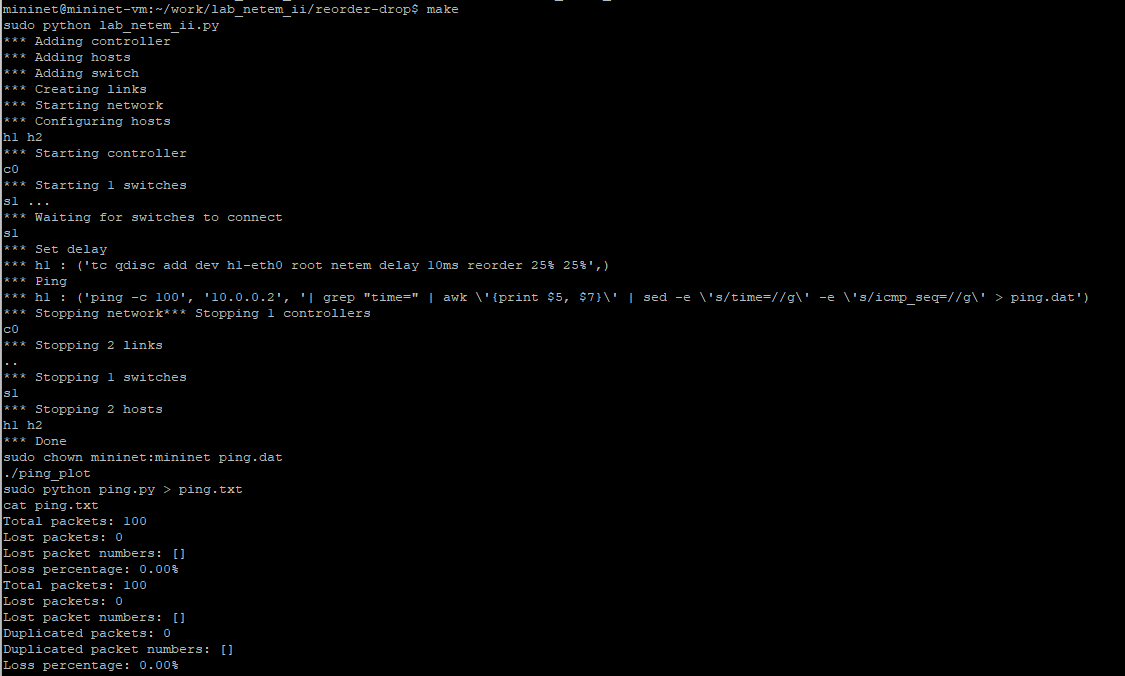 mininet@mininet-vm:~/work/lab_netem_ii/reorder-drop$ make
sudo python lab_netem_ii.py
*** Adding controller
*** Adding hosts
*** Adding switch
*** Creating links
*** Starting network
*** Configuring hosts
h1 h2
*** Starting controller
c0
*** Starting 1 switches
s1 ...
*** Waiting for switches to connect
s1
*** Set delay
*** h1 : ('tc qdisc add dev h1-eth0 root netem delay 10ms reorder 25% 25%',)
*** Ping
*** h1 : ('ping -c 100', '10.0.0.2', '| grep "time=" | awk \'{print $5, $7}\' | sed -e \'s/time=//g\' -e \'s/icmp_seq=//g\' > ping.dat')
*** Stopping network*** Stopping 1 controllers
c0
*** Stopping 2 links
..
*** Stopping 1 switches
s1
*** Stopping 2 hosts
h1 h2
*** Done
sudo chown mininet:mininet ping.dat
./ping_plot
sudo python ping.py > ping.txt
cat ping.txt
Total packets: 100
Lost packets: 0
Lost packet numbers: []
Loss percentage: 0.00%
Total packets: 100
Lost packets: 0
Lost packet numbers: []
Duplicated packets: 0
Duplicated packet numbers: []
Loss percentage: 0.00%